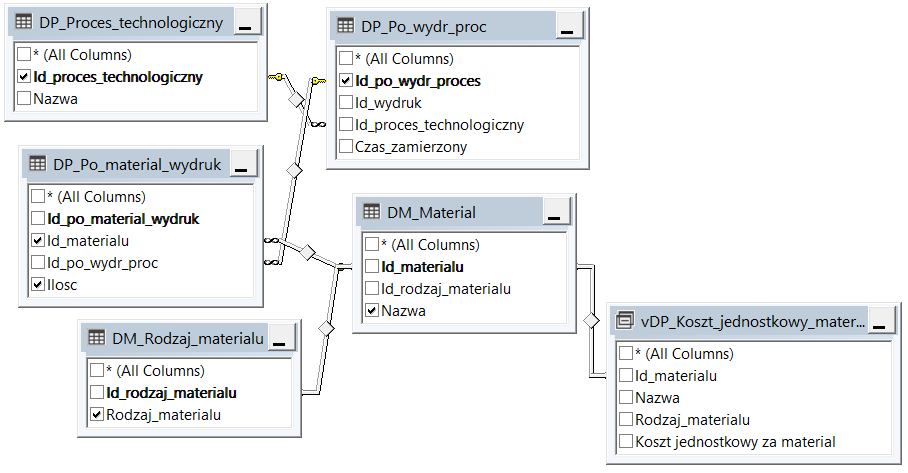 DP_Proces_technologiczny
* (All Columns)
Id_proces_technologiczny
Nazwa
DP_Po_wydr_proc
* (All Columns)
Id_po_wydr_proces
Id_wydruk
Id_proces_technologiczny
Czas_zamierzony
DP_Po_material_wydruk
* (All Columns)
Id_po_material_wydruk
Id_materialu
Id_po_wydr_proc
Ilosc
DM_Material
* (All Columns)
Id_materialu
Id_rodzaj_materialu
Nazwa
DM_Rodzaj_materialu
* (All Columns)
Id_rodzaj_materialu
Rodzaj_materialu
vDP_Koszt_jednostkowy_mater...
* (All Columns)
Id_materialu
Nazwa
Rodzaj_materialu
Koszt jednostkowy za material